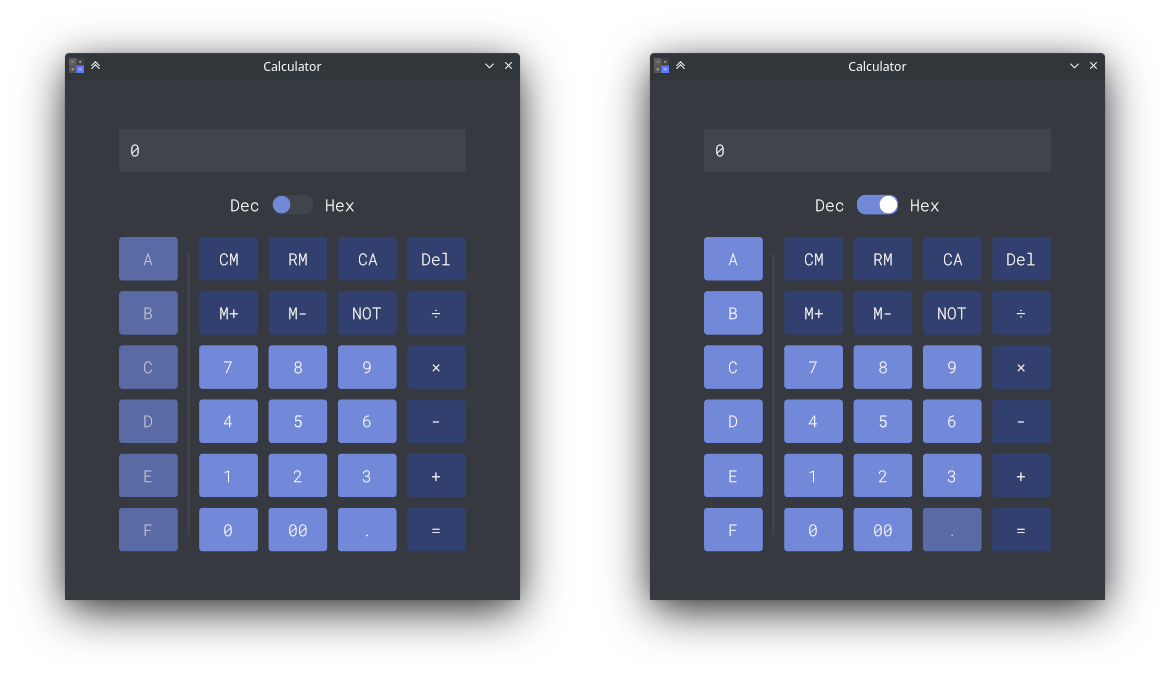 Calculator
0
Dec Hex
A CM RM CA Del
B M+ M- NOT ÷
C 7 8 9 ×
D 4 5 6 -
E 1 2 3 +
F 0 00 . =
Calculator
0
Dec Hex
A CM RM CA Del
B M+ M- NOT ÷
C 7 8 9 ×
D 4 5 6 -
E 1 2 3 +
F 0 00 . =